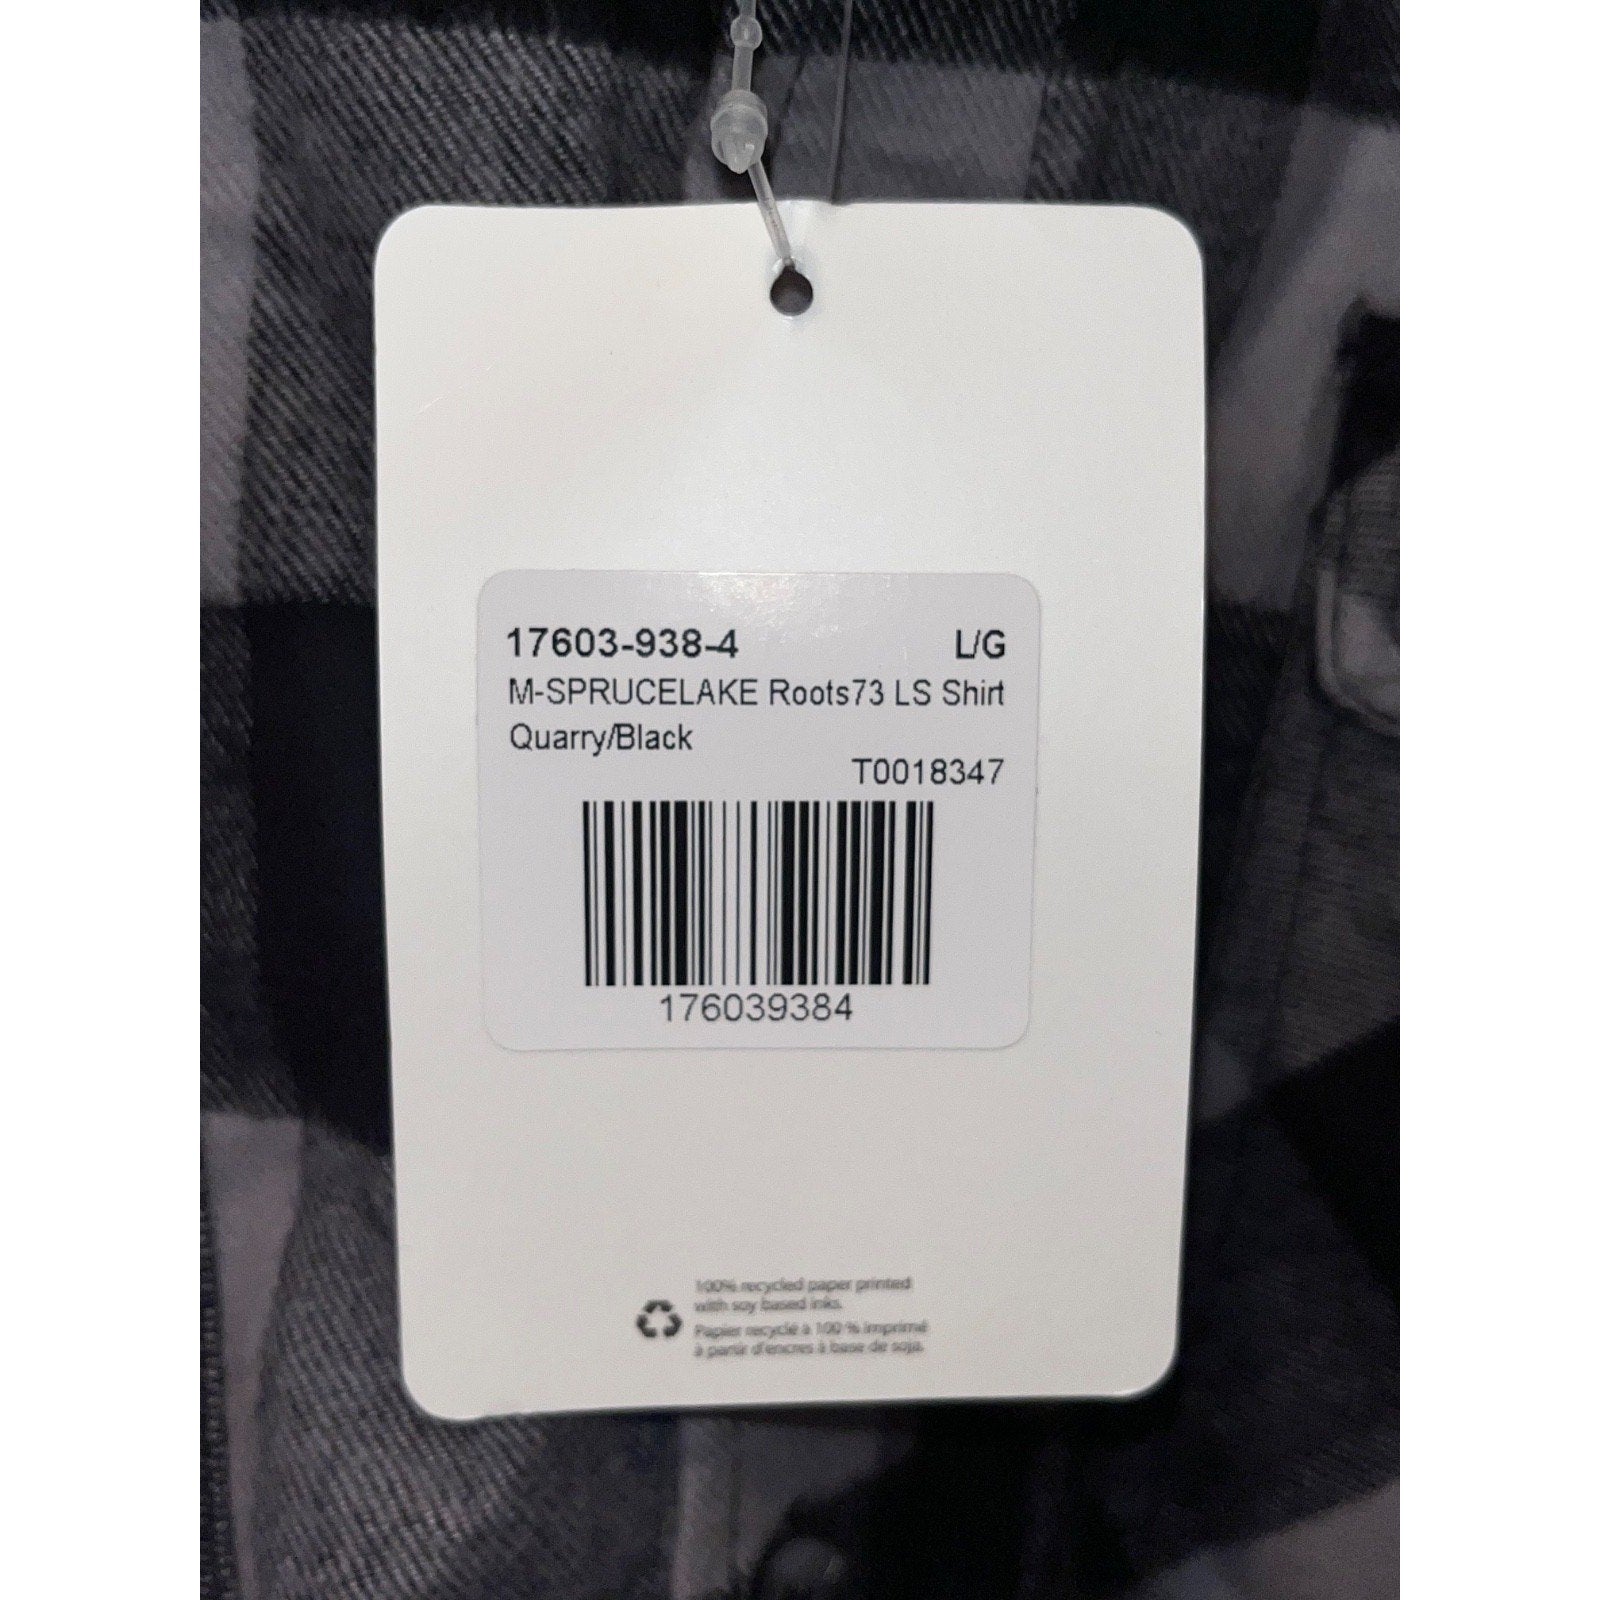 17603-938-4 L/G
M-SPRUCELAKE Roots73 LS Shirt
Quarry/Black
T0018347
176039384
100% recycled paper printed
with soy based inks.
Papier recyclé à 100 % imprimé
à partir d'encres à base de soja.